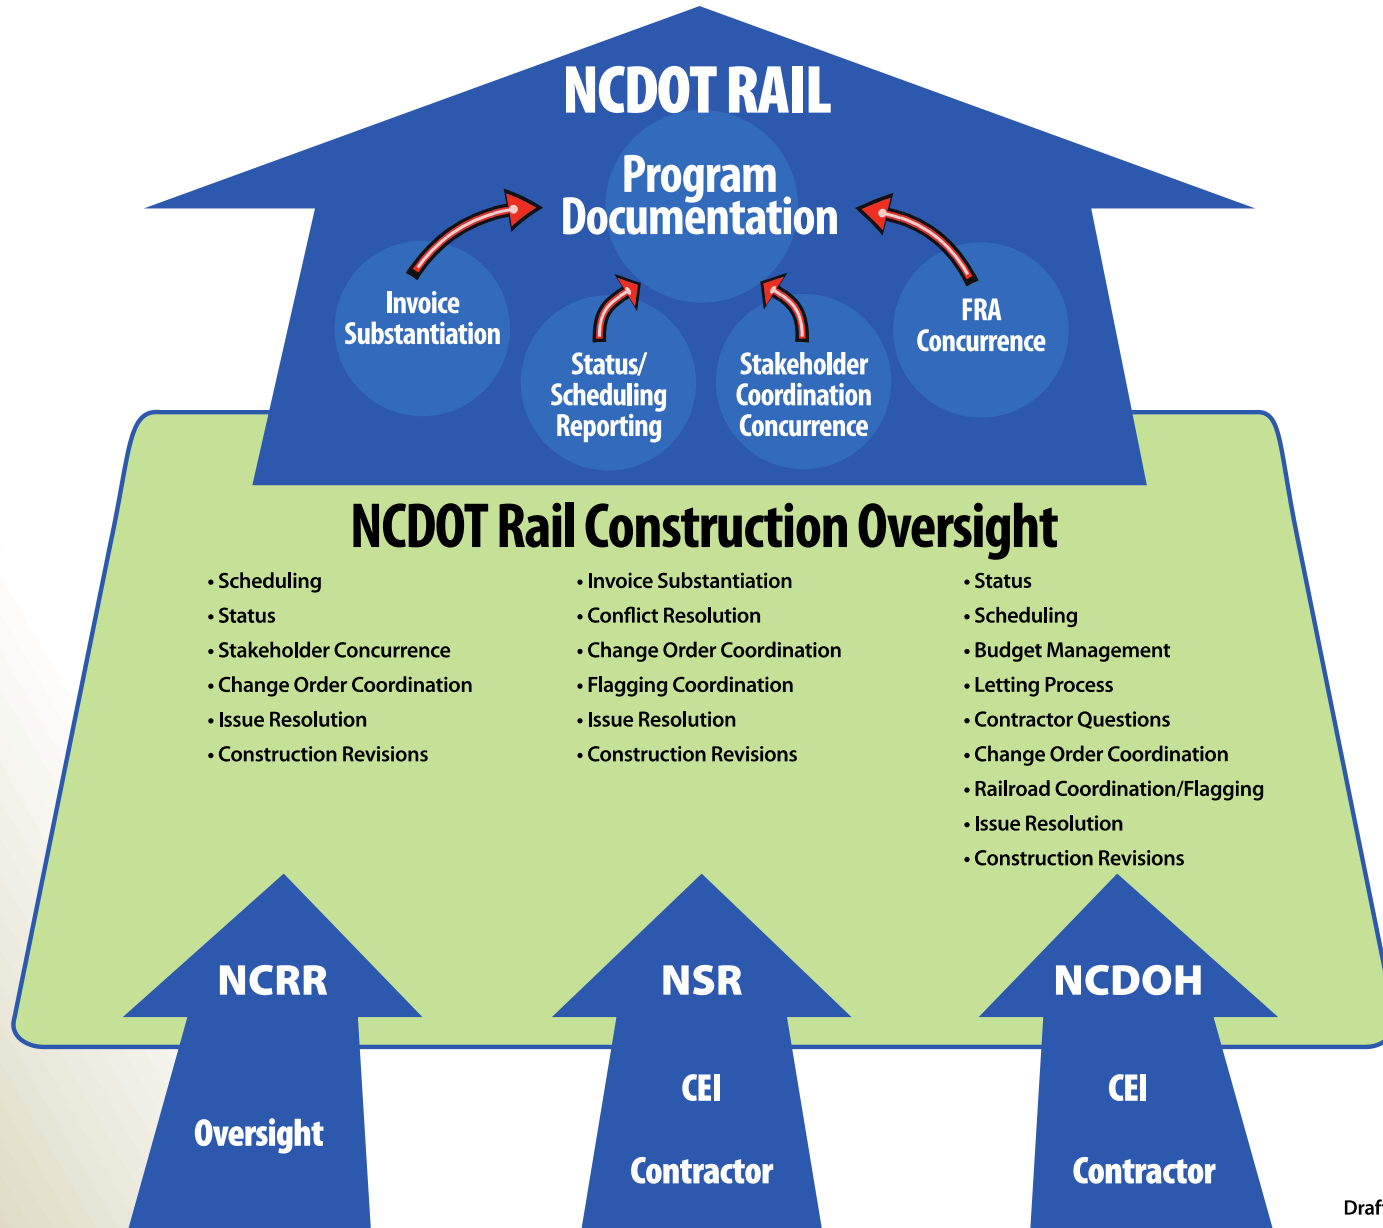 NCDOT RAIL
Program
Documentation
Invoice
Substantiation
Status/
Scheduling
Reporting
Stakeholder
Coordination
Concurrence
FRA
Concurrence
NCDOT Rail Construction Oversight
• Scheduling
• Status
• Stakeholder Concurrence
• Change Order Coordination
• Issue Resolution
• Construction Revisions
• Invoice Substantiation
• Conflict Resolution
• Change Order Coordination
• Flagging Coordination
• Issue Resolution
• Construction Revisions
• Status
• Scheduling
• Budget Management
• Letting Process
• Contractor Questions
• Change Order Coordination
• Railroad Coordination/Flagging
• Issue Resolution
• Construction Revisions
NCRR
Oversight
NSR
CEI
Contractor
NCDOH
CEI
Contractor
Draft